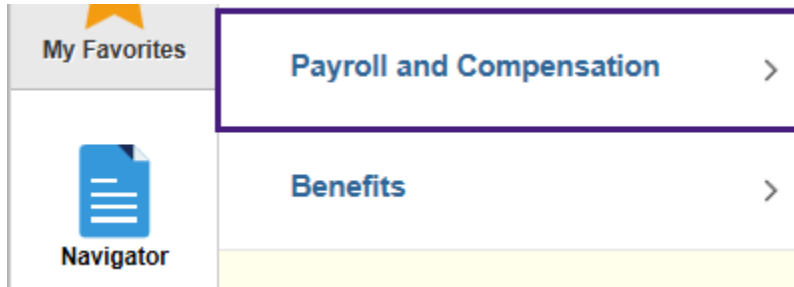 My Favorites
Payroll and Compensation
Benefits
Navigator